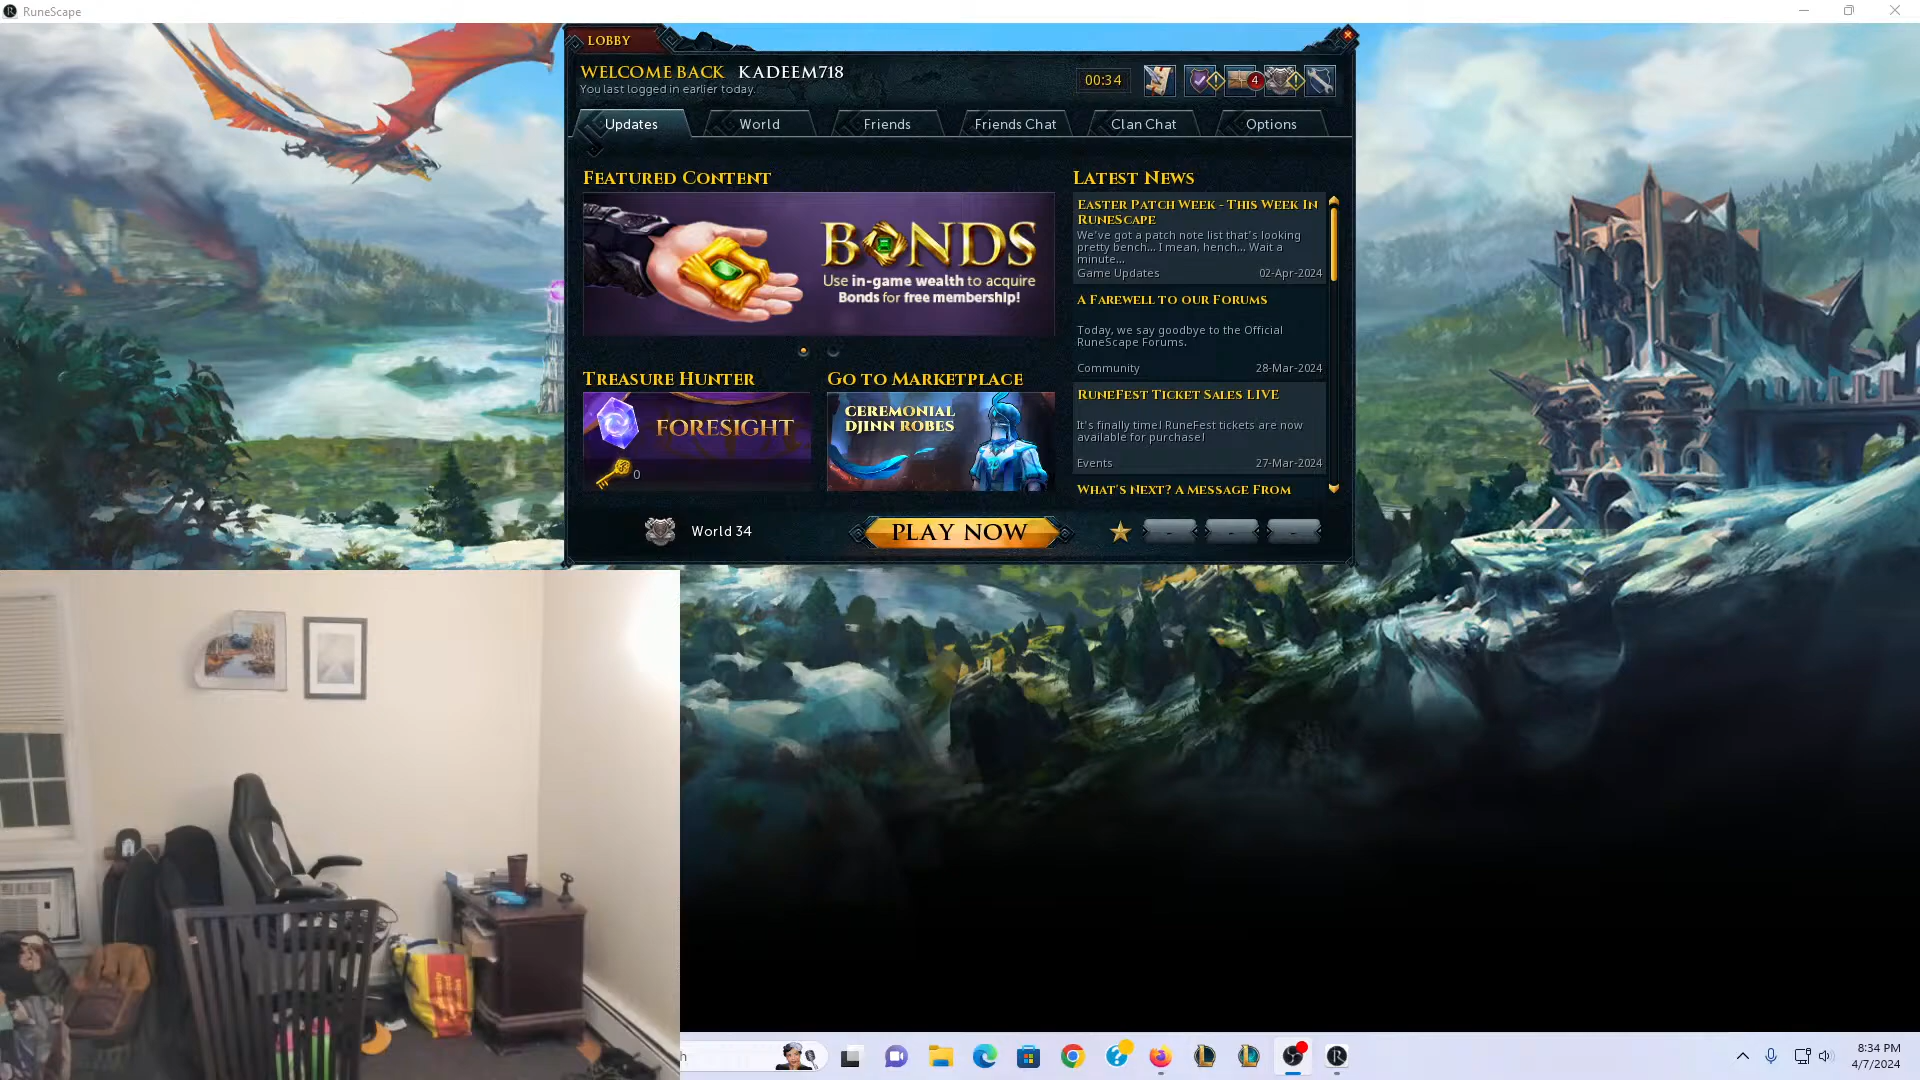 RuneScape
LOBBY
WELCOME BACK KADEEM718
You last logged in earlier today.
00:34
4
Updates
World
Friends
Friends Chat
Clan Chat
Options
FEATURED CONTENT
BONDS
Use in-game wealth to acquire
Bonds for free membership!
TREASURE HUNTER
FORESIGHT
0
GO TO MARKETPLACE
CEREMONIAL
DJINN ROBES
LATEST NEWS
EASTER PATCH WEEK - THIS WEEK IN
RUNESCAPE
We've got a patch note list that's looking
pretty bench... I mean, hench... Wait a
minute...
Game Updates 02-Apr-2024
A FAREWELL TO OUR FORUMS
Today, we say goodbye to the Official
RuneScape Forums.
Community 28-Mar-2024
RUNEFEST TICKET SALES LIVE
It's finally time! RuneFest tickets are now
available for purchase!
Events 27-Mar-2024
WHAT'S NEXT? A MESSAGE FROM
World 34
PLAY NOW
- - -
h
8:34 PM
4/7/2024